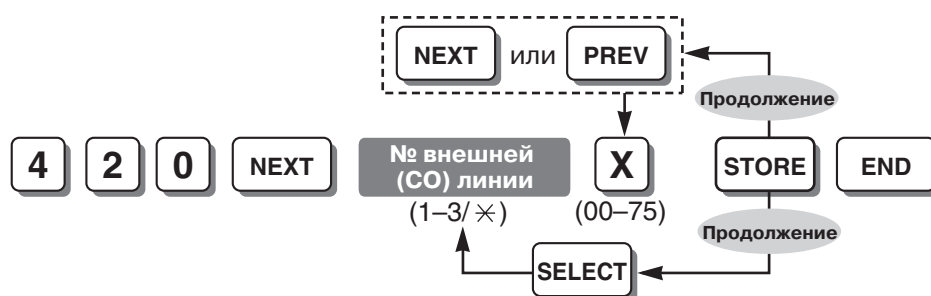 NEXT или PREV
Продолжение
4 2 0 NEXT № внешней (CO) линии X STORE END
(1–3/✳) (00–75)
Продолжение
SELECT